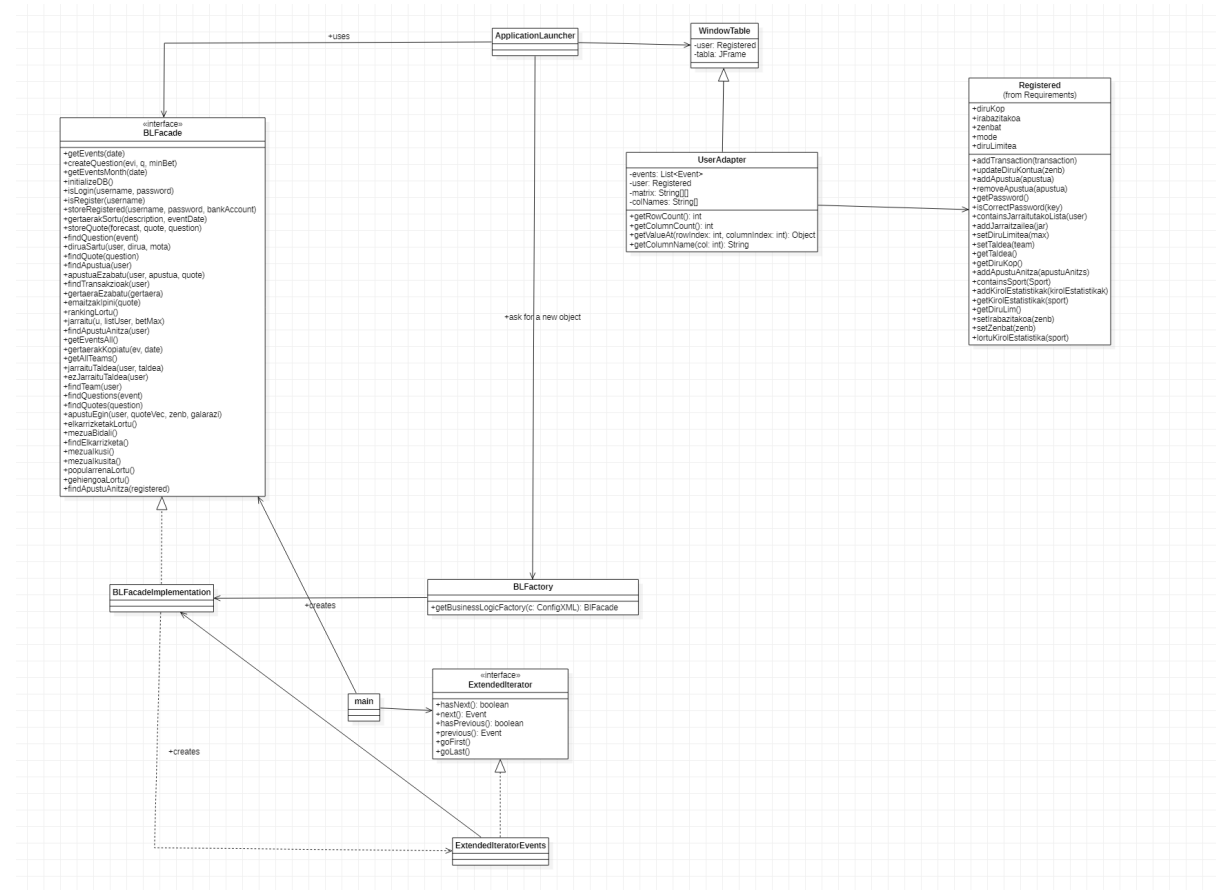 +uses
ApplicationLauncher
WindowTable
-user: Registered
-tabla: JFrame
Registered
(from Requirements)
+diruKop
+irabazitakoa
+zenbat
+mode
+diruLimitea
+addTransaction(transaction)
+updateDiruKontua(zenb)
+addApustua(apustua)
+removeApustua(apustua)
+getPassword()
+isCorrectPassword(key)
+containsJarraitutakoLista(user)
+addJarraitzailea(jar)
+setDiruLimitea(max)
+setTaldea(team)
+getTaldea()
+getDiruKop()
+addApustuAnitza(apustuAnitzs)
+containsSport(Sport)
+addKirolEstatistikak(kirolEstatistikak)
+getKirolEstatistikak(sport)
+getDiruLim()
+setIrabazitakoa(zenb)
+setZenbat(zenb)
+lortuKirolEstatistika(sport)
«interface»
BLFacade
+getEvents(date)
+createQuestion(evi, q, minBet)
+getEventsMonth(date)
+initializeDB()
+isLogin(username, password)
+isRegister(username)
+storeRegistered(username, password, bankAccount)
+gertaerakSortu(description, eventDate)
+storeQuote(forecast, quote, question)
+findQuestion(event)
+diruaSartu(user, dirua, mota)
+findQuote(question)
+findApustua(user)
+apustuaEzabatu(user, apustua, quote)
+findTransakzioak(user)
+gertaeraEzabatu(gertaera)
+emaitzakIpini(quote)
+rankingLortu()
+jarraitu(u, listUser, betMax)
+findApustuAnitza(user)
+getEventsAll()
+gertaerakKopiatu(ev, date)
+getAllTeams()
+jarraituTaldea(user, taldea)
+ezJarraituTaldea(user)
+findTeam(user)
+findQuestions(event)
+findQuotes(question)
+apustuEgin(user, quoteVec, zenb, galarazi)
+elkarrizketakLortu()
+mezuaBidali()
+findElkarrizketa()
+mezuaIkusi()
+mezuaIkusita()
+popularrenaLortu()
+gehiengoaLortu()
+findApustuAnitza(registered)
UserAdapter
-events: List<Event>
-user: Registered
-matrix: String[][]
-colNames: String[]
+getRowCount(): int
+getColumnCount(): int
+getValueAt(rowIndex: int, columnIndex: int): Object
+getColumnName(col: int): String
+ask for a new object
BLFacadeImplementation
BLFactory
+getBusinessLogicFactory(c: ConfigXML): BlFacade
+creates
main
«interface»
ExtendedIterator
+hasNext(): boolean
+next(): Event
+hasPrevious(): boolean
+previous(): Event
+goFirst()
+goLast()
+creates
ExtendedIteratorEvents